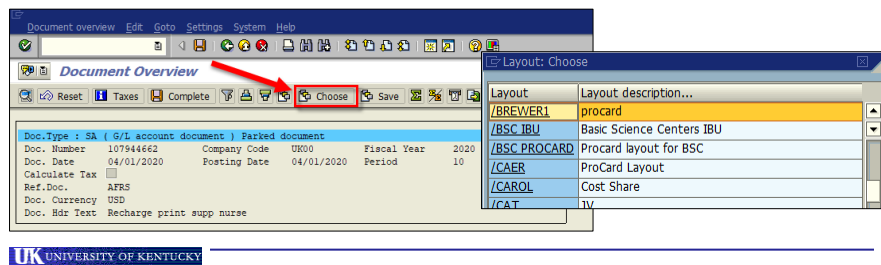 Document overview Edit Goto Settings System Help
Document Overview
Reset Taxes Complete Choose Save
Doc.Type : SA ( G/L account document ) Parked document
Doc. Number 107944662 Company Code UK00 Fiscal Year 2020
Doc. Date 04/01/2020 Posting Date 04/01/2020 Period 10
Calculate Tax
Ref.Doc. AFRS
Doc. Currency USD
Doc. Hdr Text Recharge print supp nurse
Layout: Choose
Layout Layout description...
/BREWER1 procard
/BSC IBU Basic Science Centers IBU
/BSC PROCARD Procard layout for BSC
/CAER ProCard Layout
/CAROL Cost Share
/CAT JV
UK UNIVERSITY OF KENTUCKY